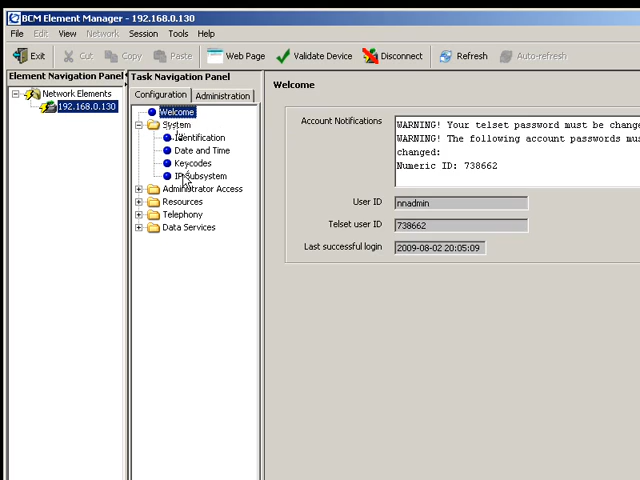 BCM Element Manager - 192.168.0.130
File Edit View Network Session Tools Help
Exit Cut Copy Paste Web Page Validate Device Disconnect Refresh Auto-refresh
Element Navigation Panel
Network Elements
192.168.0.130
Task Navigation Panel
Configuration Administration
Welcome
System
Identification
Date and Time
Keycodes
IP Subsystem
Administrator Access
Resources
Telephony
Data Services
Welcome
Account Notifications
WARNING! Your telset password must be change
WARNING! The following account passwords mus
changed:
Numeric ID: 738662
User ID nnadmin
Telset user ID 738662
Last successful login 2009-08-02 20:05:09